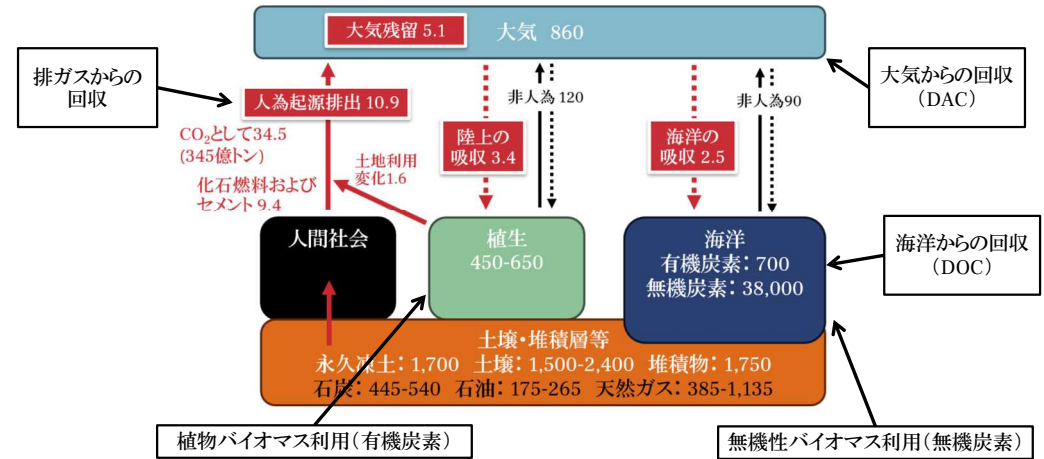 大気残留 5.1
大気 860
排ガスからの
回収
大気からの回収
(DAC)
人為起源排出 10.9
非人為 120
非人為90
CO₂として34.5
(345億トン)
陸上の
吸収 3.4
海洋の
吸収 2.5
土地利用
変化1.6
化石燃料および
セメント 9.4
人間社会
植生
450-650
海洋
有機炭素：700
無機炭素：38,000
海洋からの回収
(DOC)
土壌・堆積層等
永久凍土：1,700 土壌：1,500-2,400 堆積物：1,750
石炭：445-540 石油：175-265 天然ガス：385-1,135
植物バイオマス利用(有機炭素)
無機性バイオマス利用(無機炭素)